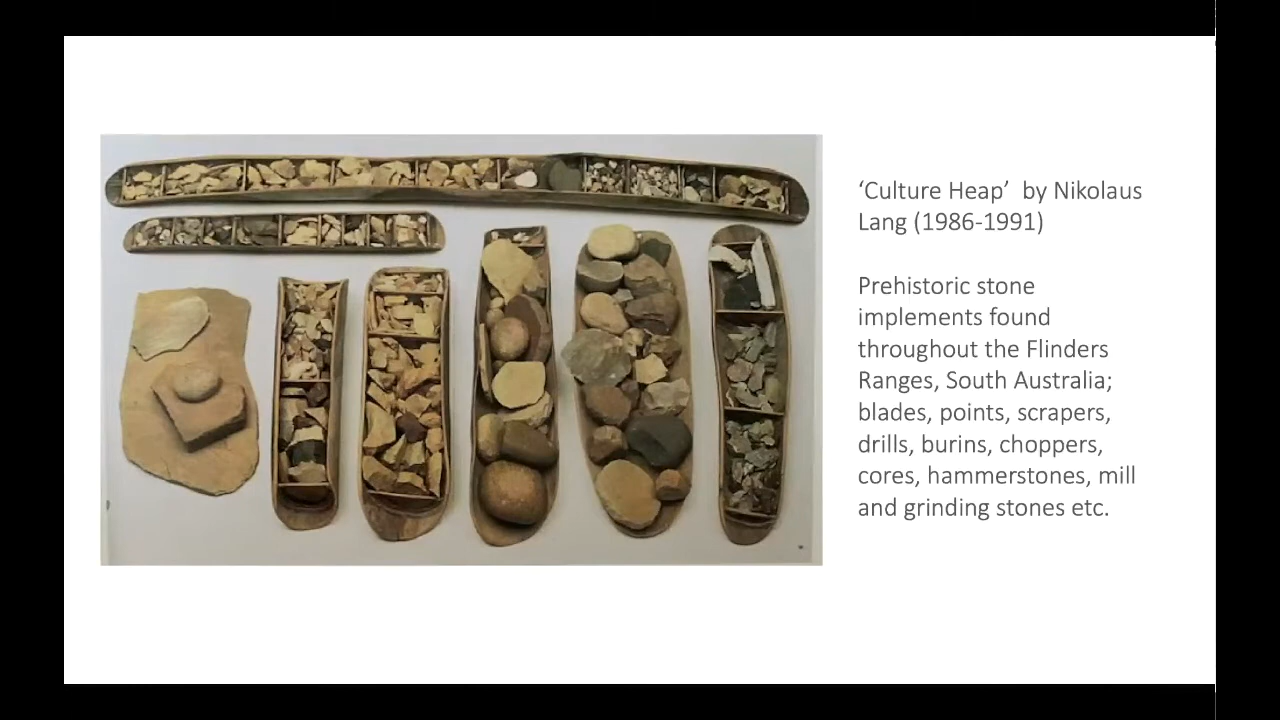 ‘Culture Heap’ by Nikolaus
Lang (1986-1991)
Prehistoric stone
implements found
throughout the Flinders
Ranges, South Australia;
blades, points, scrapers,
drills, burins, choppers,
cores, hammerstones, mill
and grinding stones etc.